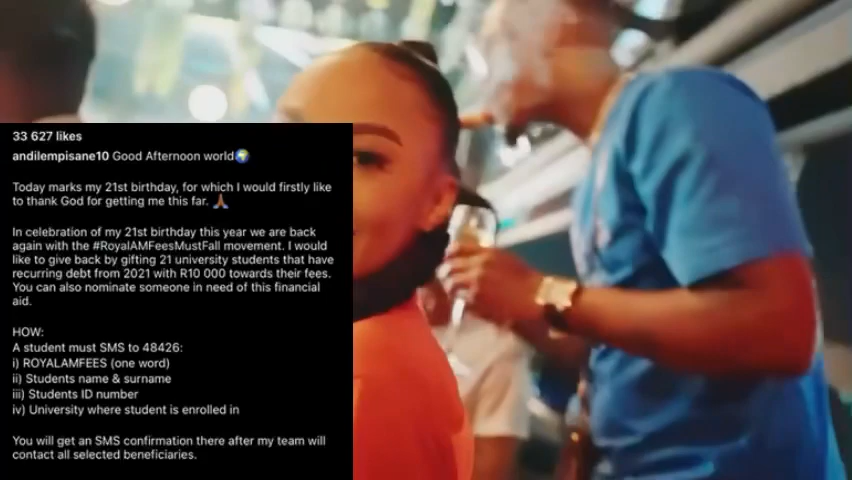 33 627 likes
andilempisane10 Good Afternoon world🌍
Today marks my 21st birthday, for which I would firstly like
to thank God for getting me this far. 🙏🏾
In celebration of my 21st birthday this year we are back
again with the #RoyalAMFeesMustFall movement. I would
like to give back by gifting 21 university students that have
recurring debt from 2021 with R10 000 towards their fees.
You can also nominate someone in need of this financial
aid.
HOW:
A student must SMS to 48426:
i) ROYALAMFEES (one word)
ii) Students name & surname
iii) Students ID number
iv) University where student is enrolled in
You will get an SMS confirmation there after my team will
contact all selected beneficiaries.